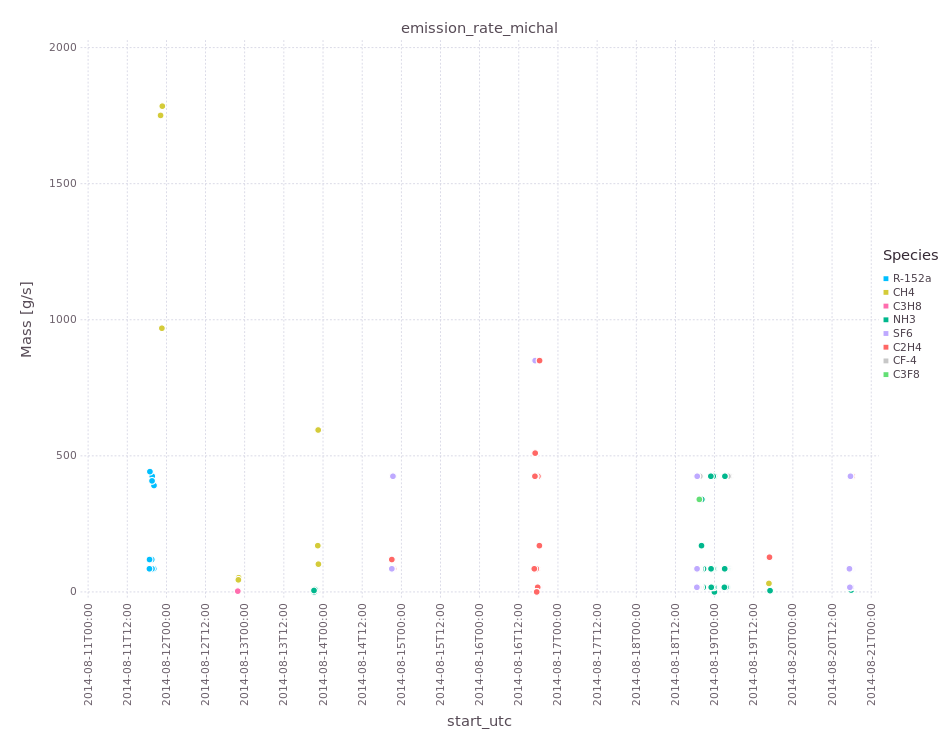 emission_rate_michal
2000
1500
1000
500
0
Mass [g/s]
2014-08-11T00:00
2014-08-11T12:00
2014-08-12T00:00
2014-08-12T12:00
2014-08-13T00:00
2014-08-13T12:00
2014-08-14T00:00
2014-08-14T12:00
2014-08-15T00:00
2014-08-15T12:00
2014-08-16T00:00
2014-08-16T12:00
2014-08-17T00:00
2014-08-17T12:00
2014-08-18T00:00
2014-08-18T12:00
2014-08-19T00:00
2014-08-19T12:00
2014-08-20T00:00
2014-08-20T12:00
2014-08-21T00:00
start_utc
Species
R-152a
CH4
C3H8
NH3
SF6
C2H4
CF-4
C3F8